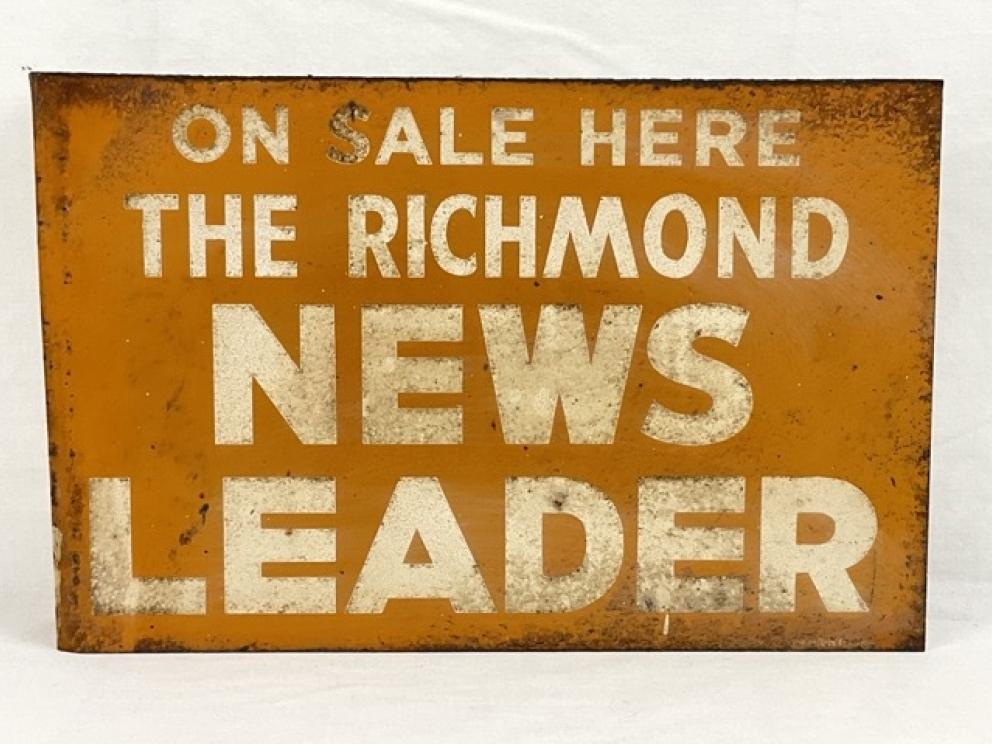 ON SALE HERE
THE RICHMOND
NEWS
LEADER